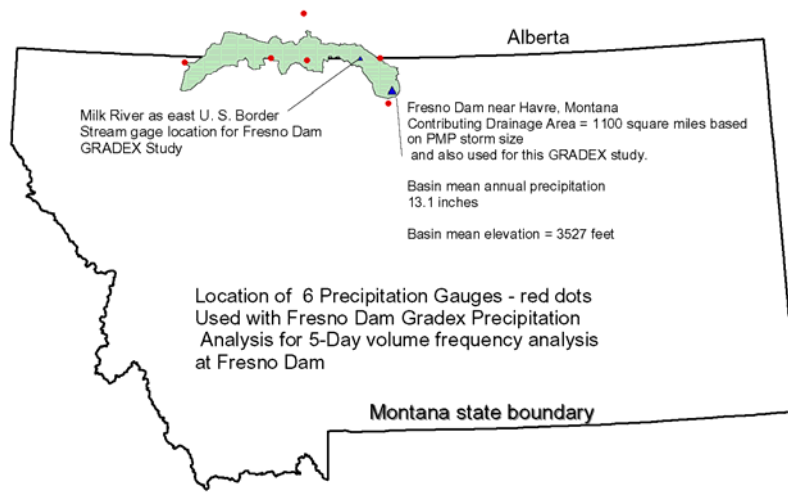 Alberta
Milk River as east U. S. Border
Stream gage location for Fresno Dam
GRADEX Study
Fresno Dam near Havre, Montana
Contributing Drainage Area = 1100 square miles based
on PMP storm size
and also used for this GRADEX study.
Basin mean annual precipitation
13.1 inches
Basin mean elevation = 3527 feet
Location of 6 Precipitation Gauges - red dots
Used with Fresno Dam Gradex Precipitation
Analysis for 5-Day volume frequency analysis
at Fresno Dam
Montana state boundary